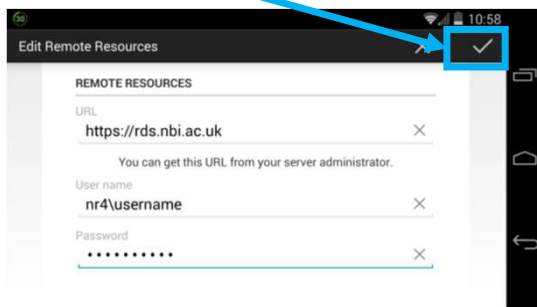 30
10:58
Edit Remote Resources
REMOTE RESOURCES
URL
https://rds.nbi.ac.uk
You can get this URL from your server administrator.
User name
nr4\username
Password
••••••••••